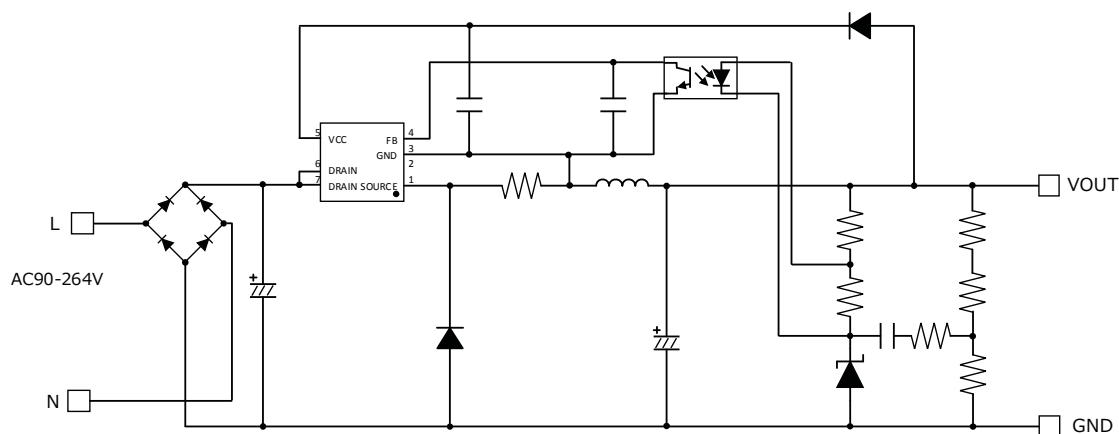 5
VCC
FB
4
GND
3
6
DRAIN
2
7
DRAIN SOURCE
1
VOUT
L
AC90-264V
+
+
N
GND